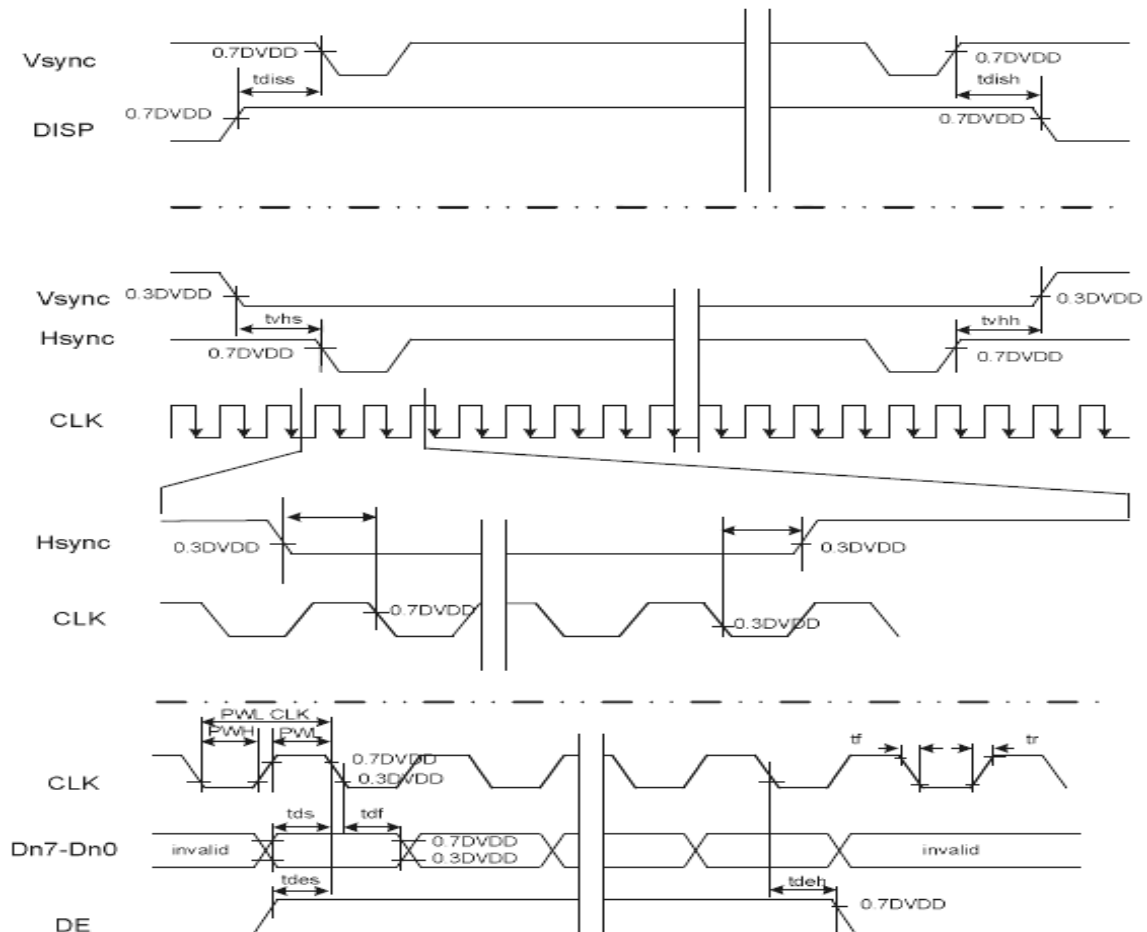 Vsync
0.7DVDD
0.7DVDD
tdiss
tdish
0.7DVDD
0.7DVDD
DISP
Vsync
0.3DVDD
0.3DVDD
tvhs
tvhh
Hsync
0.7DVDD
0.7DVDD
CLK
Hsync
0.3DVDD
0.3DVDD
CLK
0.7DVDD
0.3DVDD
PWL CLK
PWH
PWL
tf
tr
CLK
0.7DVDD
0.3DVDD
tds
tdf
Dn7-Dn0
invalid
0.7DVDD
0.3DVDD
invalid
tdes
tdeh
DE
0.7DVDD